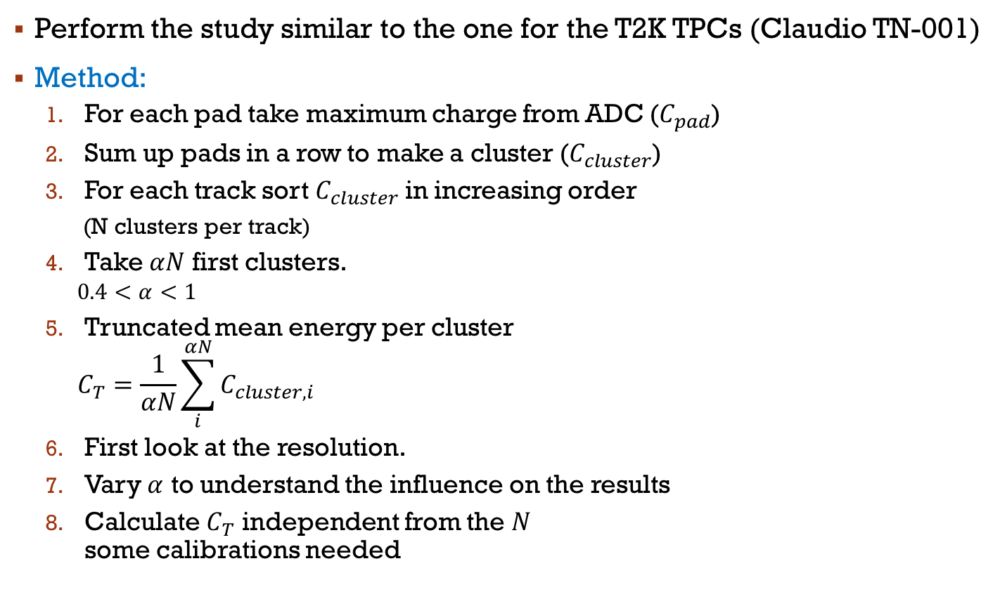 ▪ Perform the study similar to the one for the T2K TPCs (Claudio TN-001)
▪ Method:
1. For each pad take maximum charge from ADC ($C_{pad}$)
2. Sum up pads in a row to make a cluster ($C_{cluster}$)
3. For each track sort $C_{cluster}$ in increasing order
(N clusters per track)
4. Take $\alpha N$ first clusters.
$0.4 < \alpha < 1$
5. Truncated mean energy per cluster
$C_T = \frac{1}{\alpha N} \sum_{i}^{\alpha N} C_{cluster,i}$
6. First look at the resolution.
7. Vary $\alpha$ to understand the influence on the results
8. Calculate $C_T$ independent from the $N$
some calibrations needed